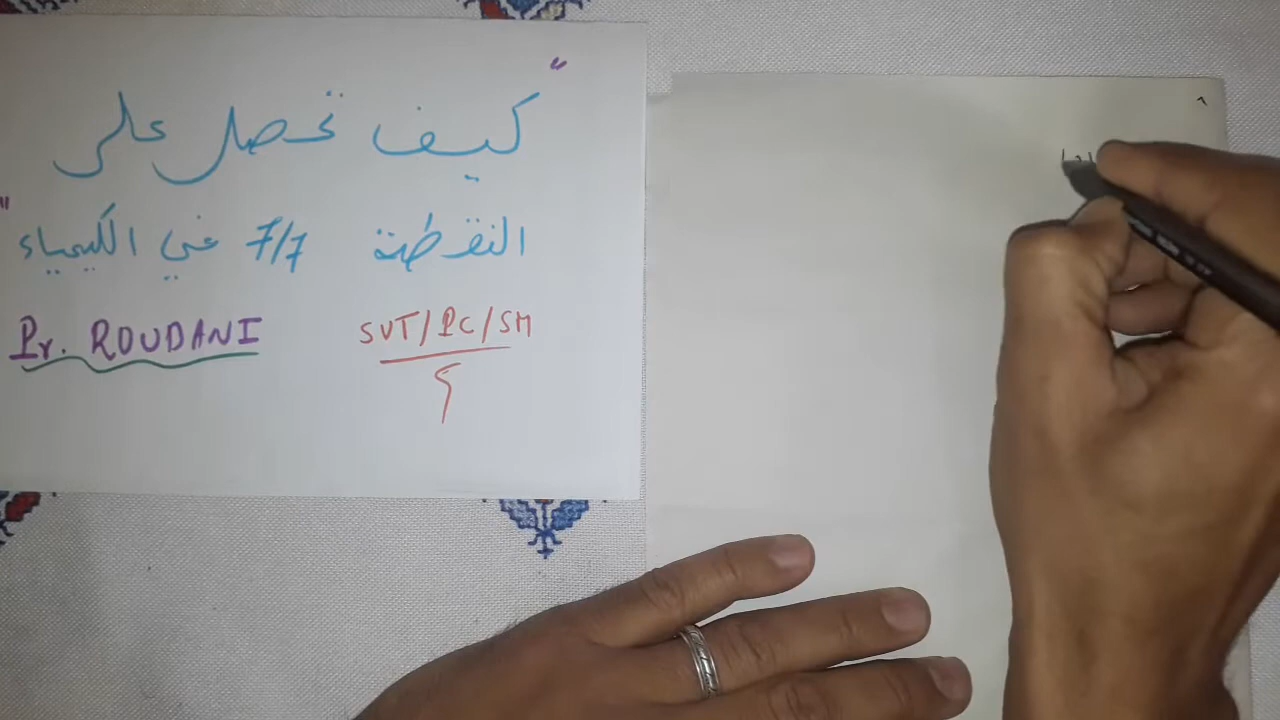 "كيف تحصل على
النقطة 7/7 في الكيمياء"
SVT/PC/SM
؟
Pr. ROUDANI